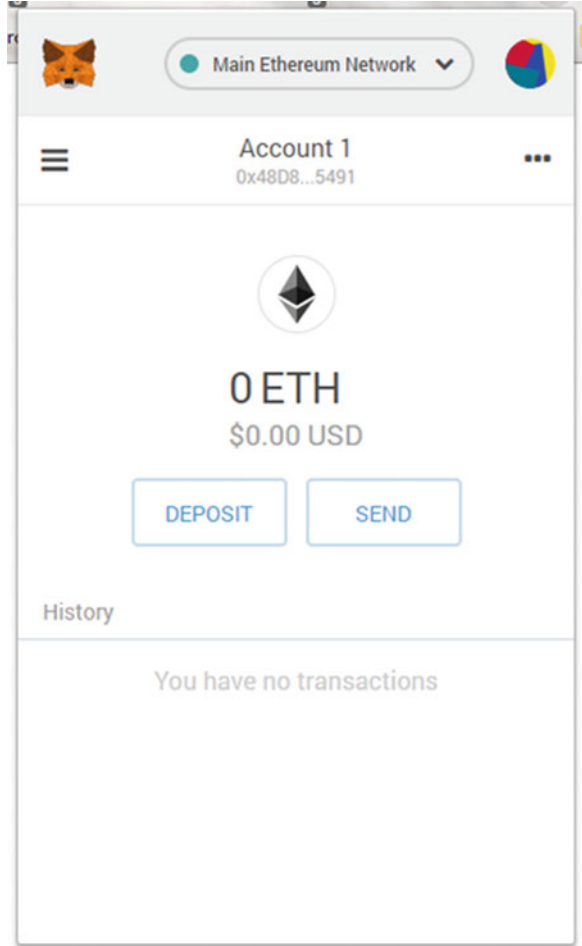 Main Ethereum Network
Account 1
0x48D8...5491
0 ETH
$0.00 USD
DEPOSIT
SEND
History
You have no transactions